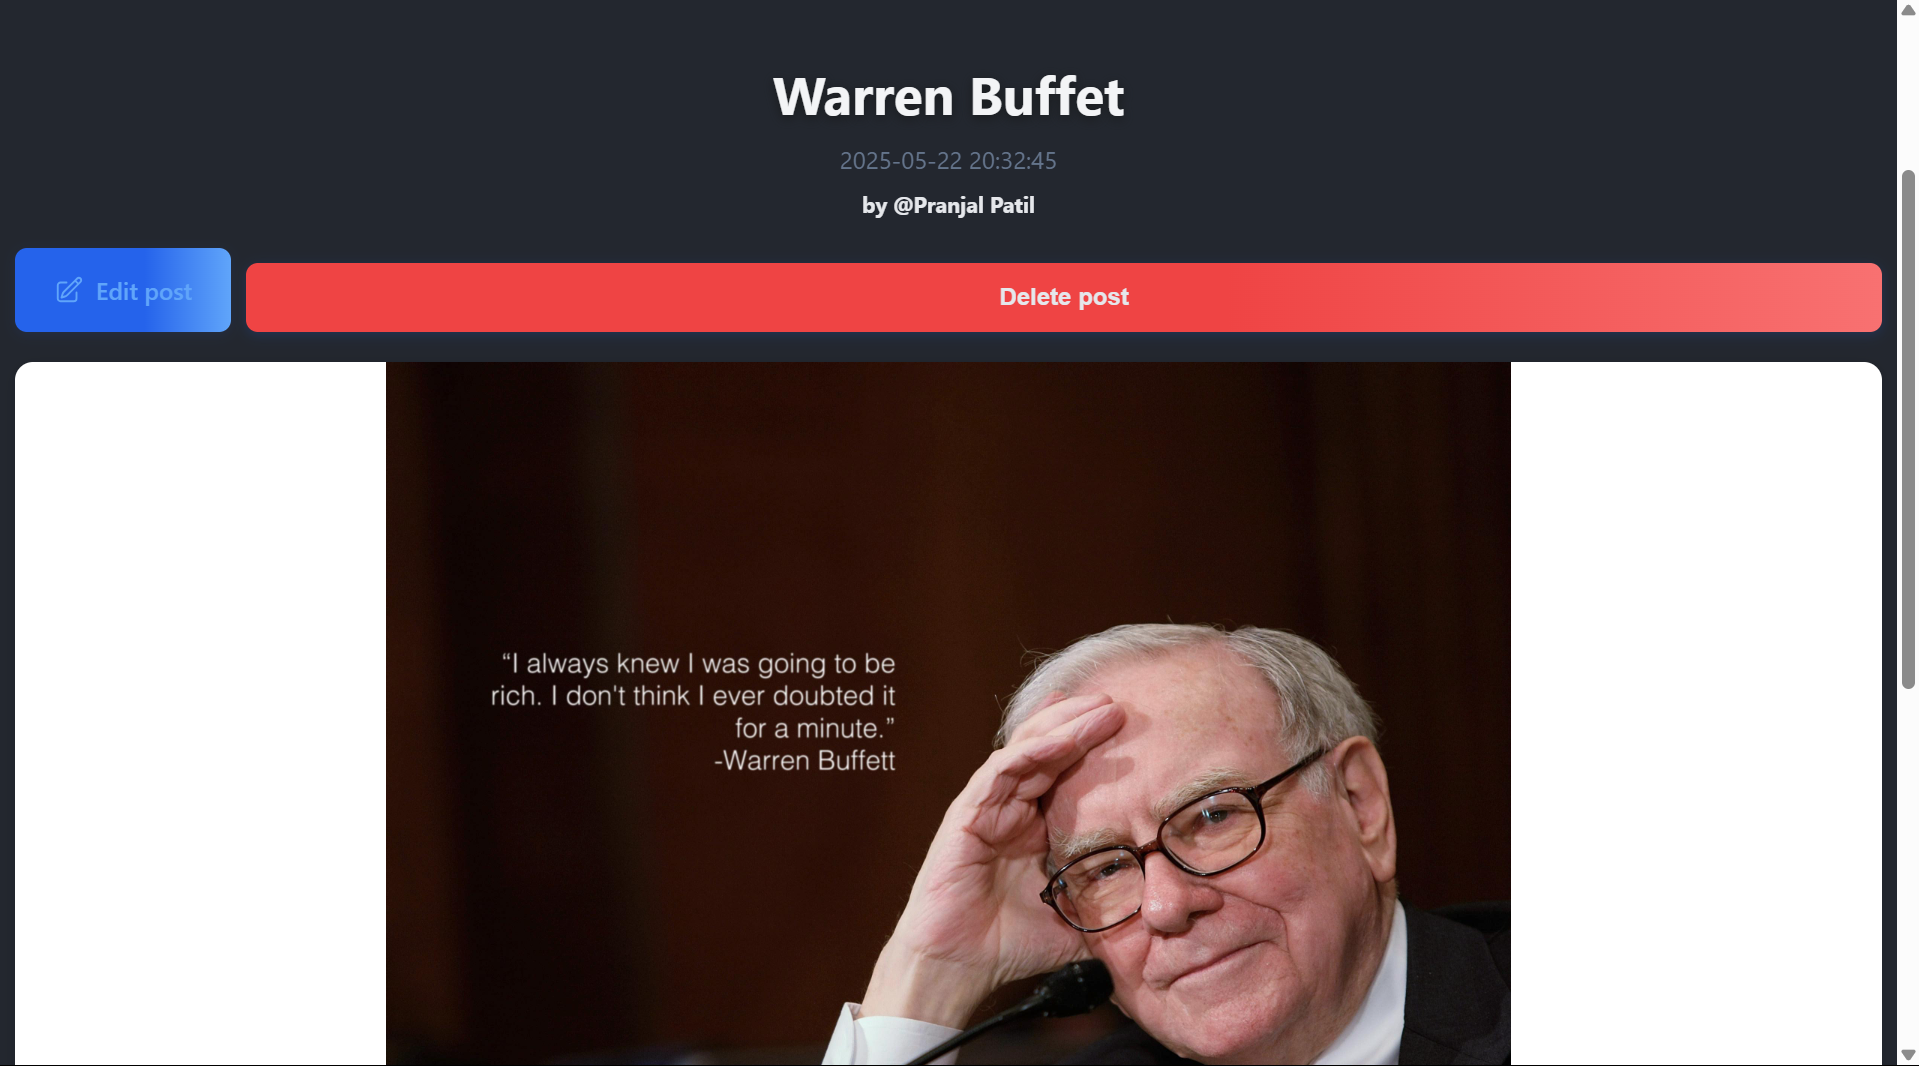 Warren Buffet
2025-05-22 20:32:45
by @Pranjal Patil
Edit post
Delete post
“I always knew I was going to be
rich. I don't think I ever doubted it
for a minute.”
-Warren Buffett